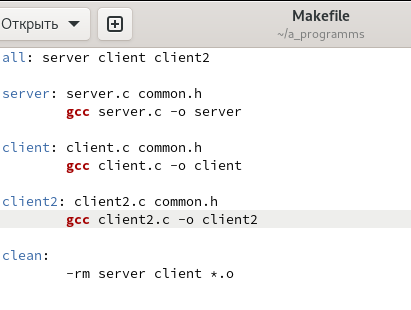 Открыть
Makefile
~/a_programms
all: server client client2
server: server.c common.h
gcc server.c -o server
client: client.c common.h
gcc client.c -o client
client2: client2.c common.h
gcc client2.c -o client2
clean:
-rm server client *.o